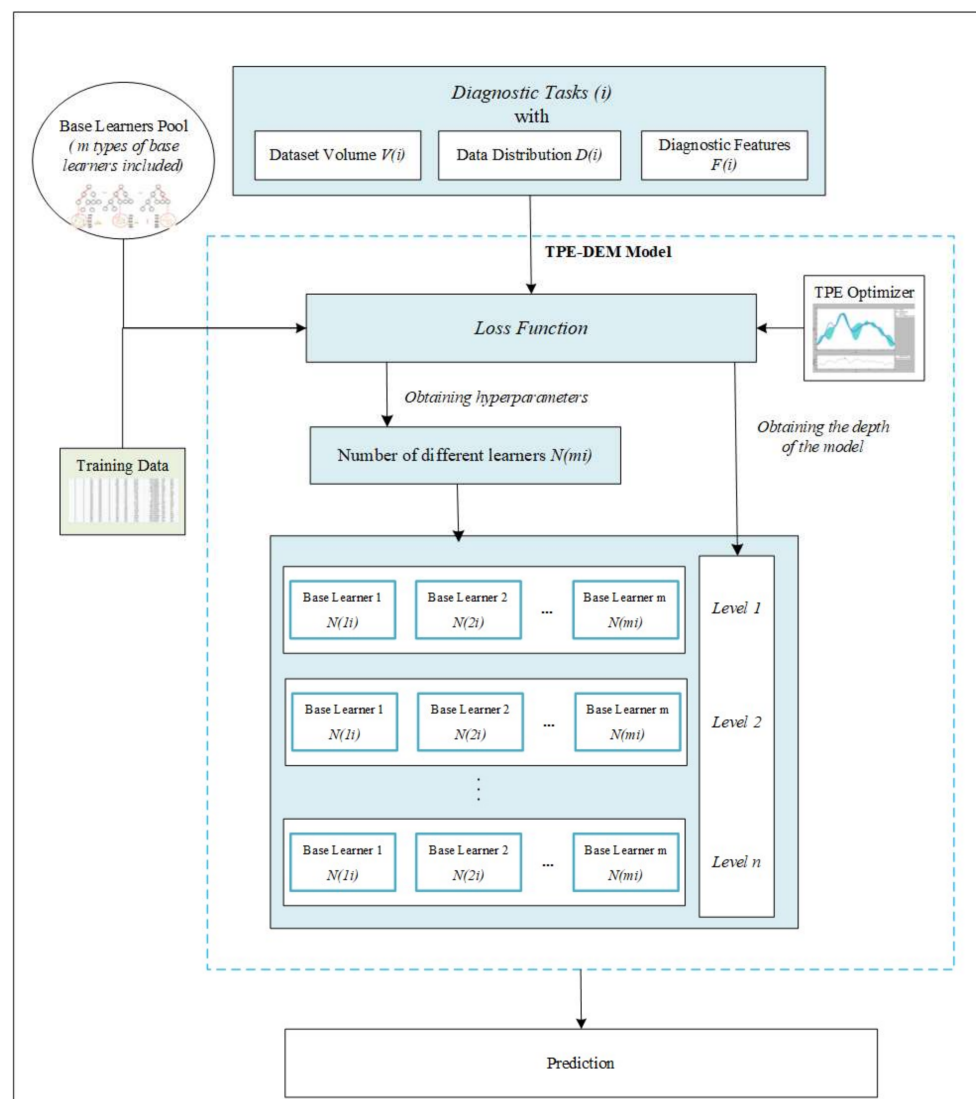 Diagnostic Tasks (i)
with
Dataset Volume V(i)
Data Distribution D(i)
Diagnostic Features
F(i)
Base Learners Pool
( m types of base
learners included)
TPE-DEM Model
TPE Optimizer
Loss Function
Obtaining hyperparameters
Obtaining the depth
of the model
Number of different learners N(mi)
Training Data
Base Learner 1
N(1i)
Base Learner 2
N(2i)
...
Base Learner m
N(mi)
Level 1
Base Learner 1
N(1i)
Base Learner 2
N(2i)
...
Base Learner m
N(mi)
Level 2
⋮
Base Learner 1
N(1i)
Base Learner 2
N(2i)
...
Base Learner m
N(mi)
Level n
Prediction